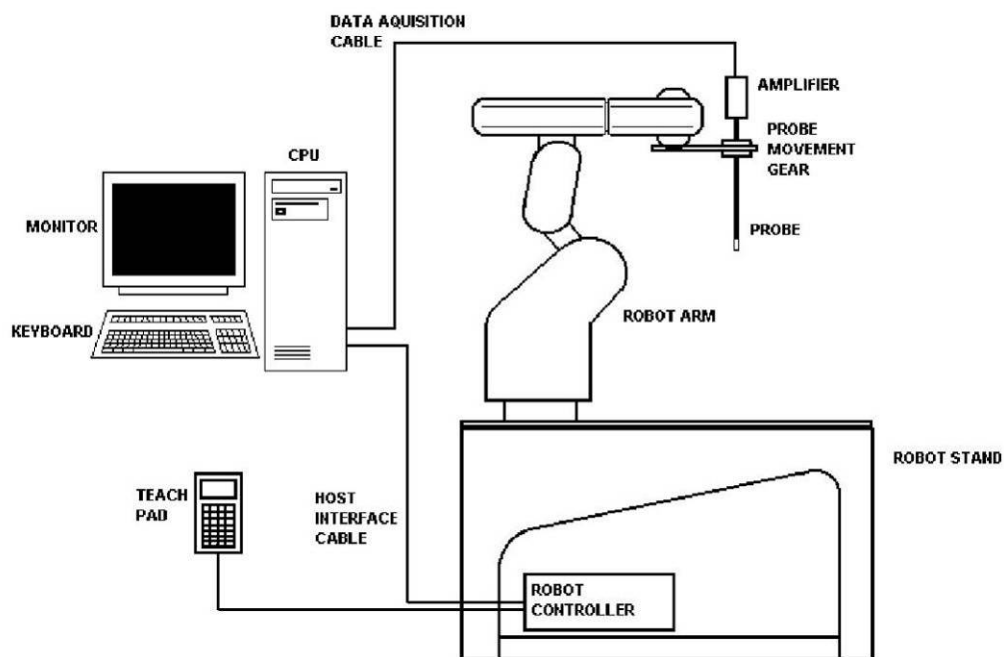 DATA AQUISITION
CABLE
AMPLIFIER
CPU
PROBE
MOVEMENT
GEAR
MONITOR
PROBE
KEYBOARD
ROBOT ARM
ROBOT STAND
TEACH
PAD
HOST
INTERFACE
CABLE
ROBOT
CONTROLLER